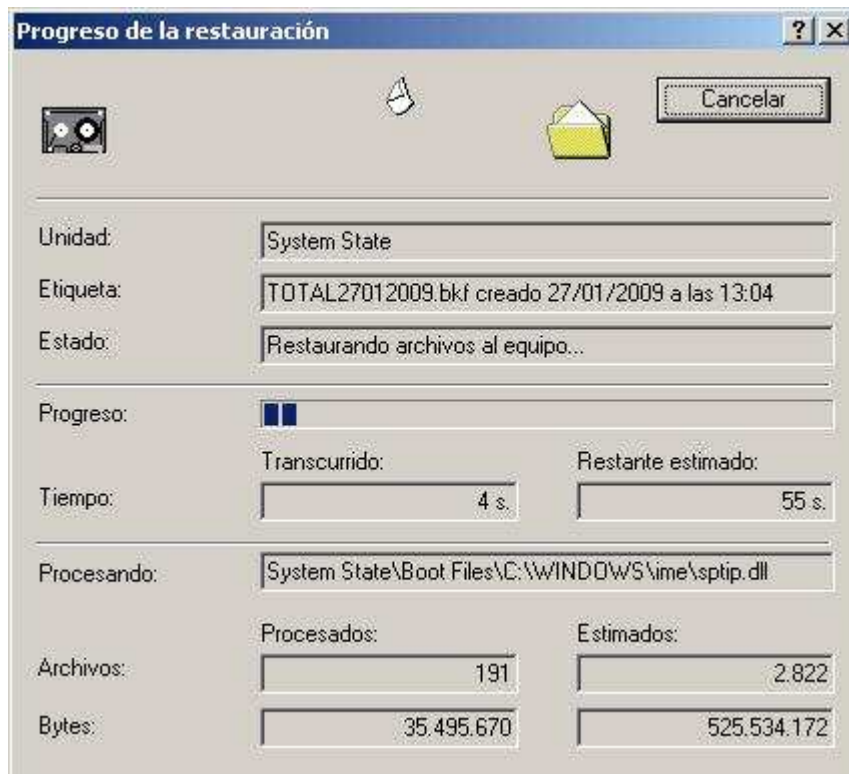 Progreso de la restauración
Cancelar
Unidad: System State
Etiqueta: TOTAL27012009.bkf creado 27/01/2009 a las 13:04
Estado: Restaurando archivos al equipo...
Progreso:
Transcurrido: Restante estimado:
Tiempo: 4 s. 55 s.
Procesando: System State\Boot Files\C:\WINDOWS\ime\sptip.dll
Procesados: Estimados:
Archivos: 191 2.822
Bytes: 35.495.670 525.534.172